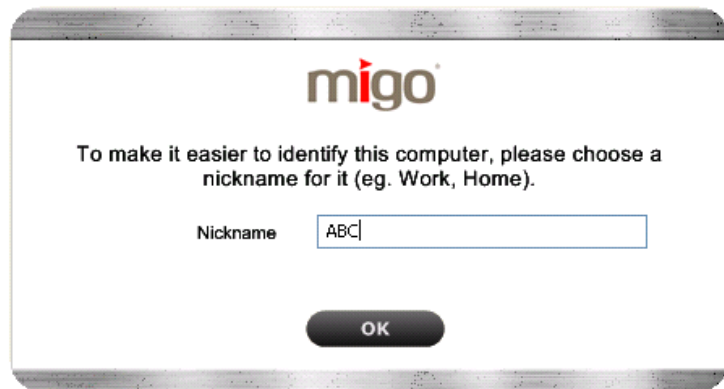 migo
To make it easier to identify this computer, please choose a
nickname for it (eg. Work, Home).
Nickname ABC
OK